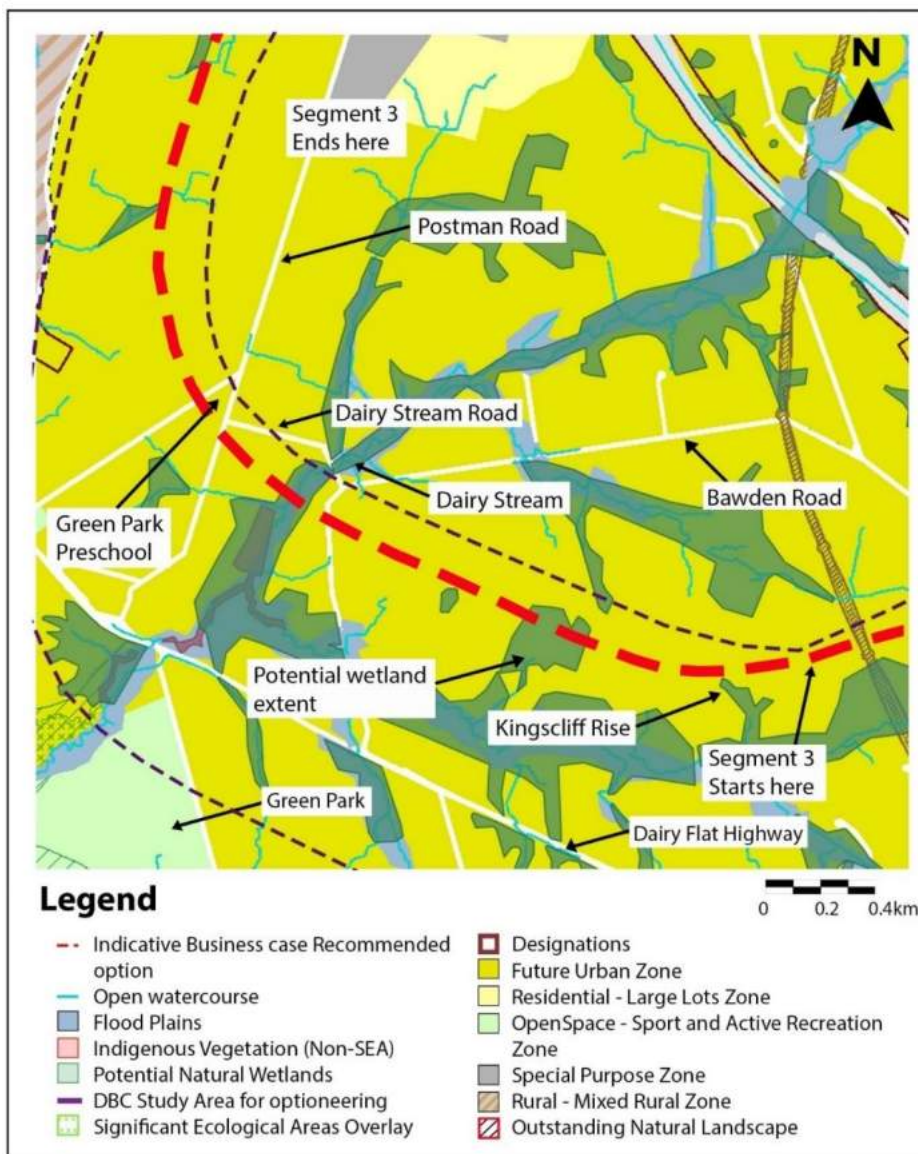 N
Segment 3
Ends here
Postman Road
Dairy Stream Road
Dairy Stream
Bawden Road
Green Park
Preschool
Potential wetland
extent
Kingscliff Rise
Segment 3
Starts here
Green Park
Dairy Flat Highway
Legend
0 0.2 0.4km
Indicative Business case Recommended
option
Open watercourse
Flood Plains
Indigenous Vegetation (Non-SEA)
Potential Natural Wetlands
DBC Study Area for optioneering
Significant Ecological Areas Overlay
Designations
Future Urban Zone
Residential - Large Lots Zone
OpenSpace - Sport and Active Recreation
Zone
Special Purpose Zone
Rural - Mixed Rural Zone
Outstanding Natural Landscape